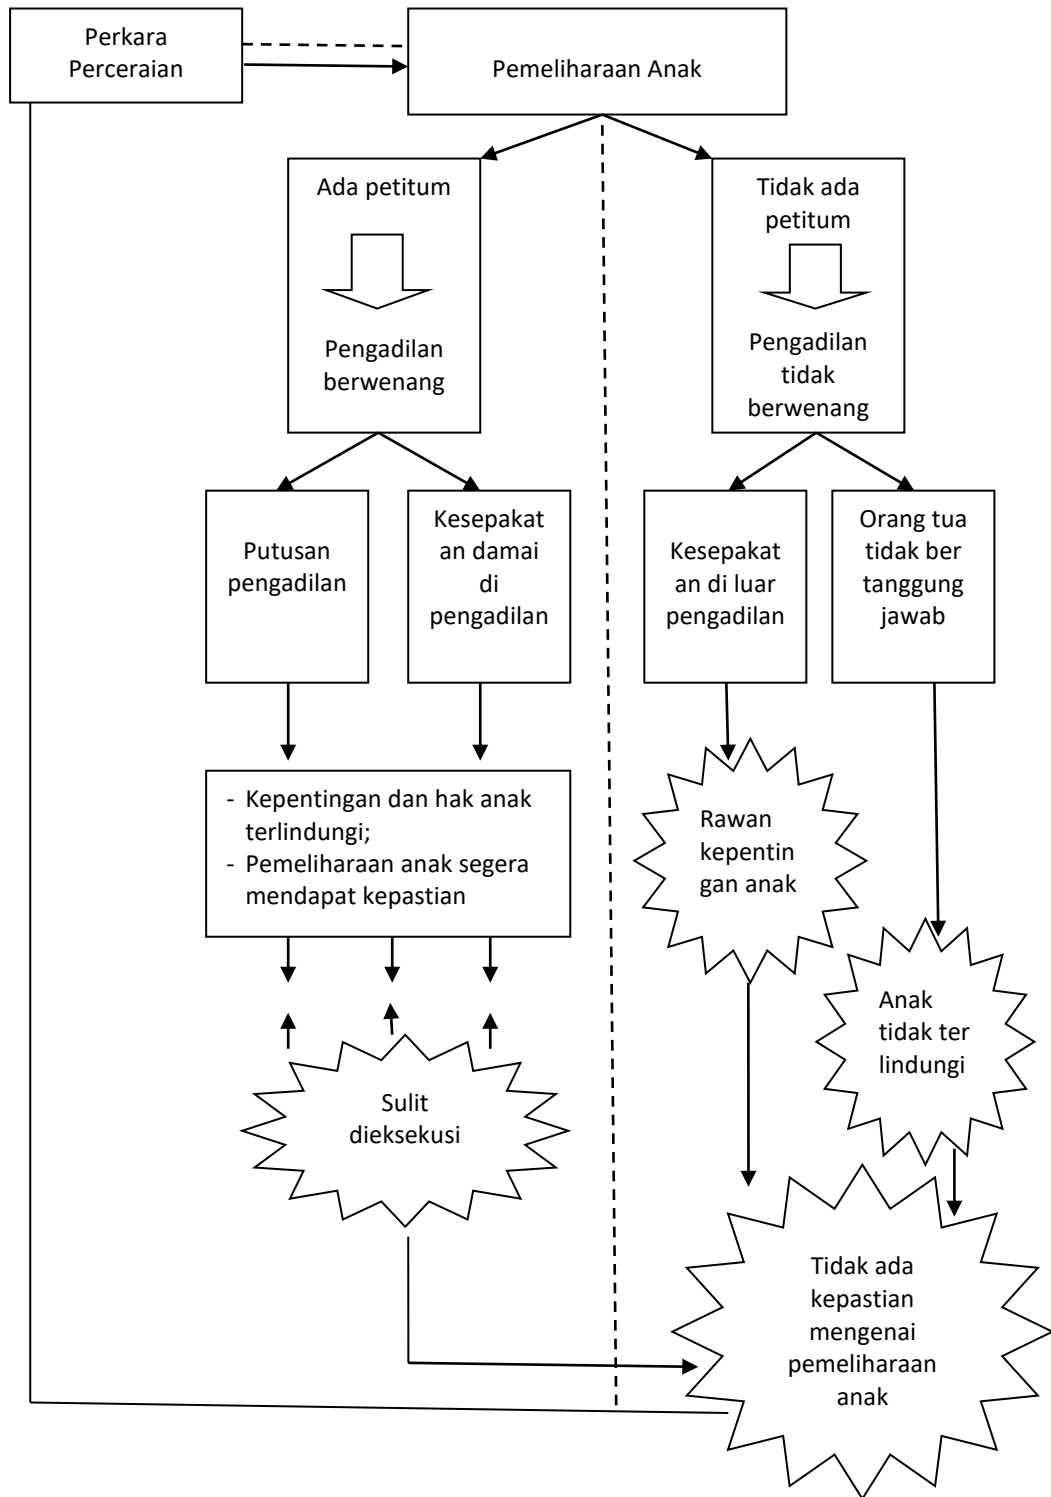 Perkara
Perceraian
Pemeliharaan Anak
Ada petitum
Pengadilan
berwenang
Tidak ada
petitum
Pengadilan
tidak
berwenang
Putusan
pengadilan
Kesepakat
an damai
di
pengadilan
Kesepakat
an di luar
pengadilan
Orang tua
tidak ber
tanggung
jawab
- Kepentingan dan hak anak
terlindungi;
- Pemeliharaan anak segera
mendapat kepastian
Rawan
kepentin
gan anak
Anak
tidak ter
lindungi
Sulit
dieksekusi
Tidak ada
kepastian
mengenai
pemeliharaan
anak